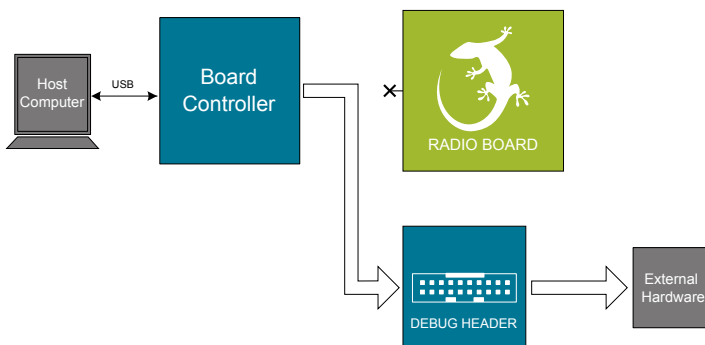 Host
Computer
USB
Board
Controller
RADIO BOARD
DEBUG HEADER
External
Hardware